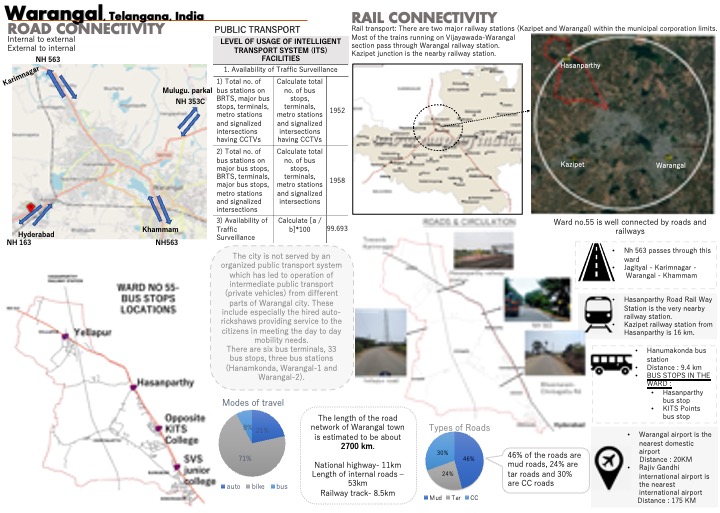 Warangal, Telangana, India
ROAD CONNECTIVITY
Internal to external
External to internal
NH 563
Karimnagar
Mulugu. parkal
NH 353C
Hyderabad
NH 163
Khammam
NH563
PUBLIC TRANSPORT
LEVEL OF USAGE OF INTELLIGENT
TRANSPORT SYSTEM (ITS)
FACILITIES
1. Availability of Traffic Surveillance
1) Total no. of
bus stations on
BRTS, major bus
stops, terminals,
metro stations
and signalized
intersections
having CCTVs
Calculate total
no. of bus
stops,
terminals,
metro stations
and signalized
intersections
1952
2) Total no. of
bus stations on
major bus stops,
BRTS, terminals,
major bus stops,
metro stations
and signalized
intersections
Calculate total
no. of bus
stops,
terminals,
metro stations
and signalized
intersections
1958
3) Availability of
Traffic
Surveillance
Calculate [a /
b]*100
99.693
The city is not served by an
organized public transport system
which has led to operation of
intermediate public transport
(private vehicles) from different
parts of Warangal city. These
include especially the hired auto-
rickshaws providing service to the
citizens in meeting the day to day
mobility needs.
There are six bus terminals, 33
bus stops, three bus stations
(Hanamkonda, Warangal-1 and
Warangal-2).
RAIL CONNECTIVITY
Rail transport: There are two major railway stations (Kazipet and Warangal) within the municipal corporation limits.
Most of the trains running on Vijayawada-Warangal
section pass through Warangal railway station.
Kazipet junction is the nearby railway station.
Hasanparthy
Kazipet
Warangal
Ward no.55 is well connected by roads and
railways
ROADS & CIRCULATION
• Nh 563 passes through this
ward
• Jagityal - Karimnagar -
Warangal - Khammam
• Hasanparthy Road Rail Way
Station is the very nearby
railway station.
• Kazipet railway station from
Hasanparthy is 16 km.
• Hanumakonda bus
station
• Distance : 9.4 km
• BUS STOPS IN THE
WARD :
• Hasanparthy
bus stop
• KITS Points
bus stop
• Warangal airport is the
nearest domestic
airport
Distance : 20KM
• Rajiv Gandhi
international airport is
the nearest
international airport
Distance : 175 KM
WARD NO 55-
BUS STOPS
LOCATIONS
Yellapur
Hasanparthy
Opposite
KITS
College
SVS
junior
college
Modes of travel
8%
21%
71%
auto bike bus
The length of the road
network of Warangal town
is estimated to be about
2700 km.
National highway- 11km
Length of internal roads –
53km
Railway track- 8.5km
Types of Roads
30%
46%
24%
Mud Tar CC
46% of the roads are
mud roads, 24% are
tar roads and 30%
are CC roads